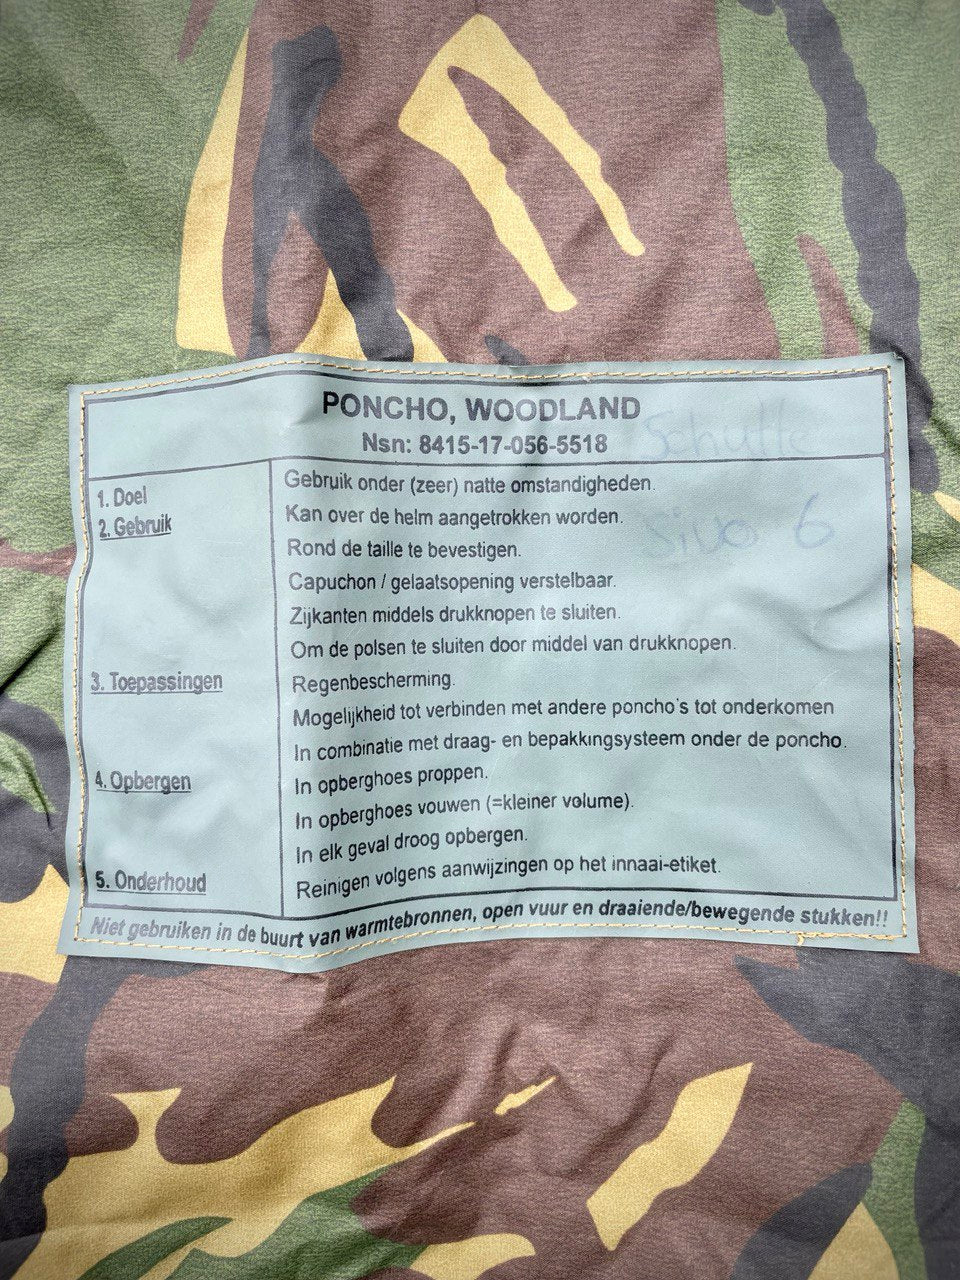 PONCHO, WOODLAND
Nsn: 8415-17-056-5518
1. Doel
Gebruik onder (zeer) natte omstandigheden.
2. Gebruik
Kan over de helm aangetrokken worden.
Rond de taille te bevestigen.
Capuchon / gelaatsopening verstelbaar.
Zijkanten middels drukknopen te sluiten.
Om de polsen te sluiten door middel van drukknopen.
3. Toepassingen
Regenbescherming.
Mogelijkheid tot verbinden met andere poncho's tot onderkomen
In combinatie met draag- en bepakkingsysteem onder de poncho.
4. Opbergen
In opberghoes proppen.
In opberghoes vouwen (=kleiner volume).
In elk geval droog opbergen.
5. Onderhoud
Reinigen volgens aanwijzingen op het innaai-etiket.
Niet gebruiken in de buurt van warmtebronnen, open vuur en draaiende/bewegende stukken!!
6